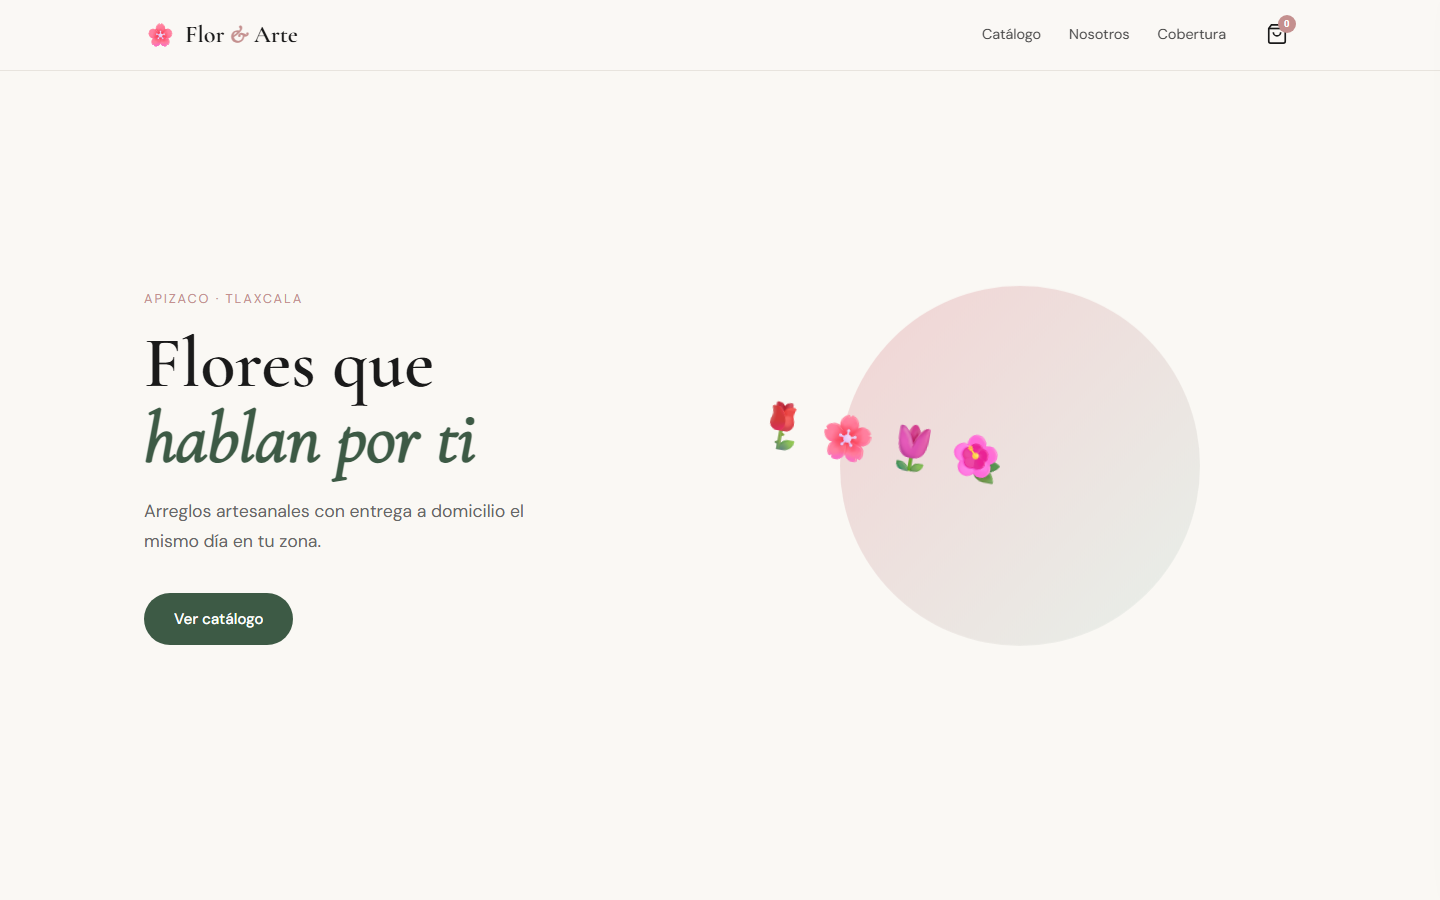 Flor & Arte
Catálogo
Nosotros
Cobertura
0
APIZACO · TLAXCALA
Flores que
hablan por ti
Arreglos artesanales con entrega a domicilio el
mismo día en tu zona.
Ver catálogo